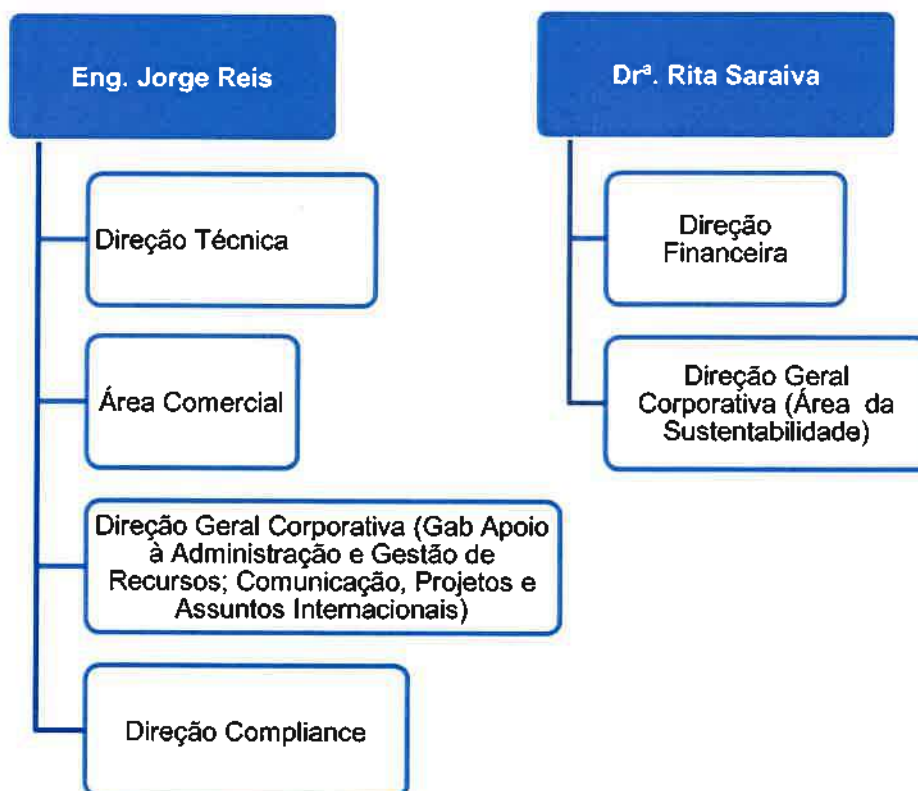 Eng. Jorge Reis
Direção Técnica
Área Comercial
Direção Geral Corporativa (Gab Apoio
à Administração e Gestão de
Recursos; Comunicação, Projetos e
Assuntos Internacionais)
Direção Compliance
Drª. Rita Saraiva
Direção
Financeira
Direção Geral
Corporativa (Área da
Sustentabilidade)